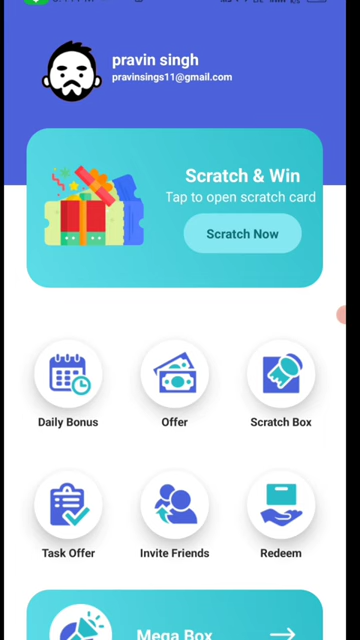 pravin singh
pravinsings11@gmail.com
Scratch & Win
Tap to open scratch card
Scratch Now
Daily Bonus
Offer
Scratch Box
Task Offer
Invite Friends
Redeem
Mega Box